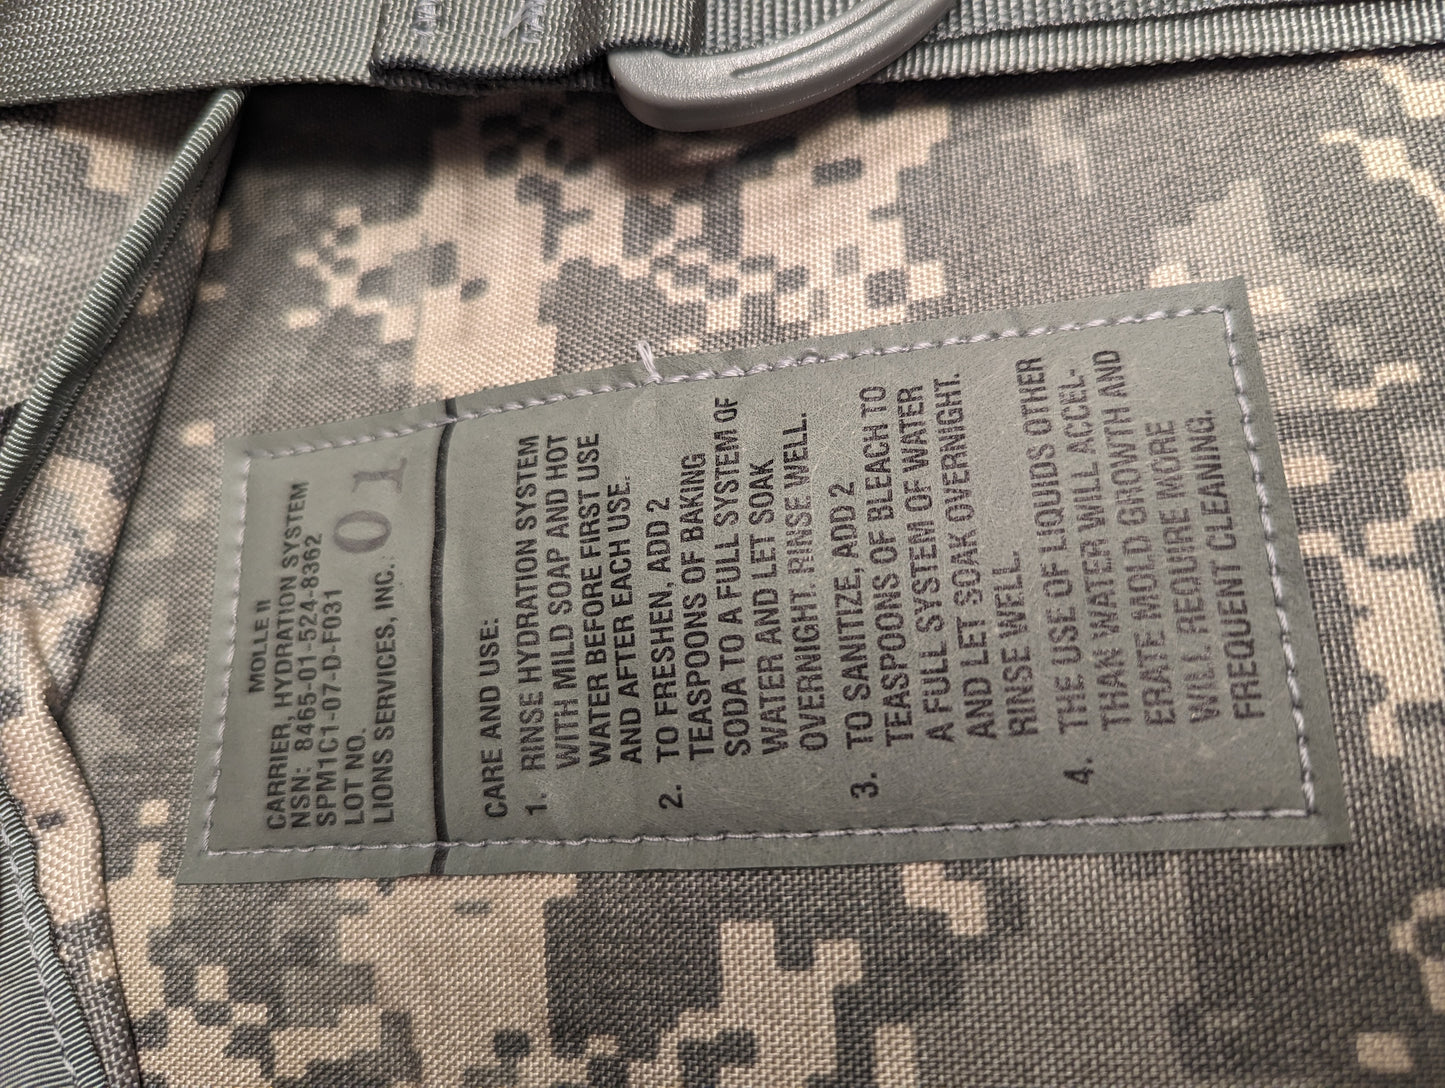 MOLLE II
CARRIER, HYDRATION SYSTEM
NSN: 8465-01-524-8362
SPM1C1-07-D-F031
LOT NO. 01
LIONS SERVICES, INC.
CARE AND USE:
1. RINSE HYDRATION SYSTEM
WITH MILD SOAP AND HOT
WATER BEFORE FIRST USE
AND AFTER EACH USE.
2. TO FRESHEN, ADD 2
TEASPOONS OF BAKING
SODA TO A FULL SYSTEM OF
WATER AND LET SOAK
OVERNIGHT. RINSE WELL.
3. TO SANITIZE, ADD 2
TEASPOONS OF BLEACH TO
A FULL SYSTEM OF WATER
AND LET SOAK OVERNIGHT.
RINSE WELL.
4. THE USE OF LIQUIDS OTHER
THAN WATER WILL ACCEL-
ERATE MOLD GROWTH AND
WILL REQUIRE MORE
FREQUENT CLEANING.